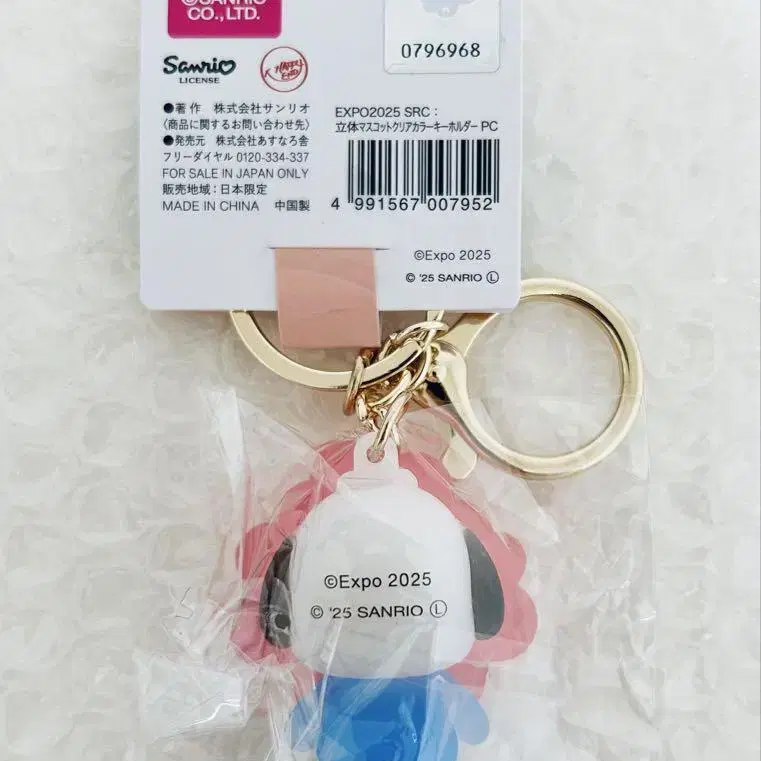 ©SANRIO
CO.,LTD.
0796968
Sanrio
LICENSE
HAPPY
END
●著作 株式会社サンリオ
(商品に関するお問い合わせ先)
●発売元 株式会社あすなろ舎
フリーダイヤル 0120-334-337
FOR SALE IN JAPAN ONLY
販売地域:日本限定
MADE IN CHINA 中国製
EXPO2025 SRC:
立体マスコットクリアカラーキーホルダー PC
4 991567 007952
©Expo 2025
© '25 SANRIO Ⓛ
©Expo 2025
© '25 SANRIO Ⓛ